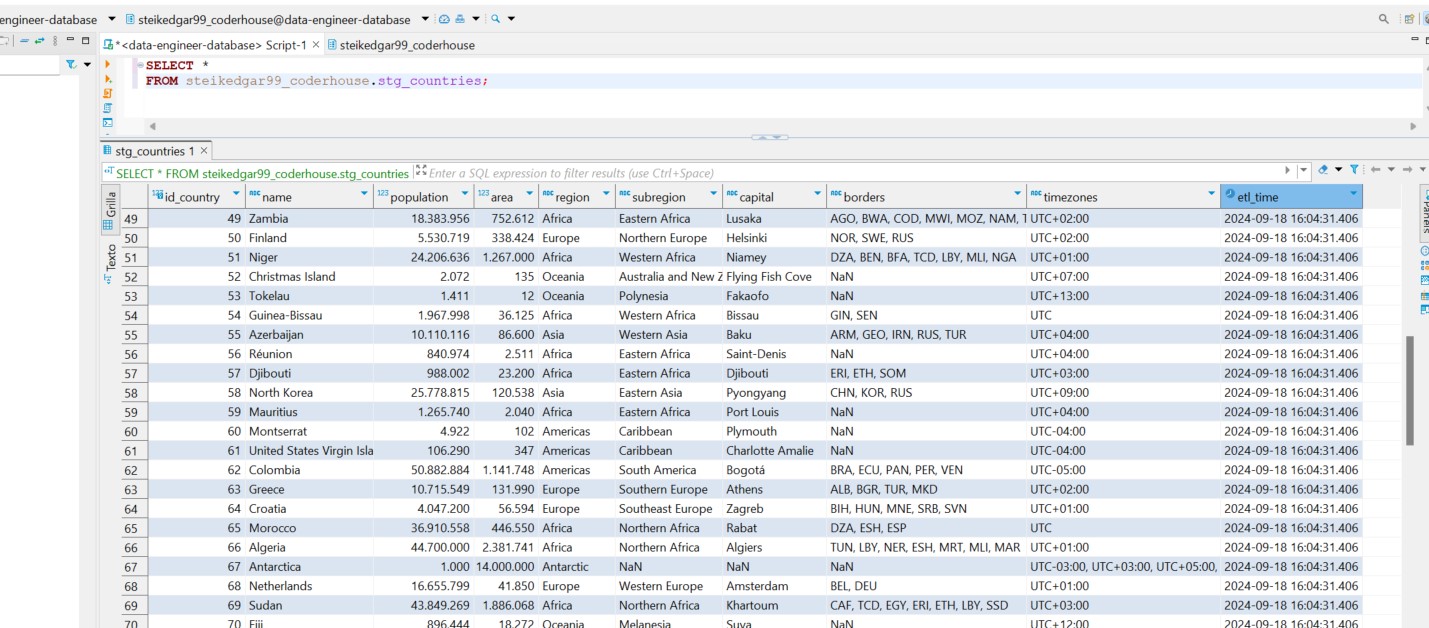 engineer-database steikedgar99_coderhouse@data-engineer-database
*<data-engineer-database> Script-1 steikedgar99_coderhouse
SELECT *
FROM steikedgar99_coderhouse.stg_countries;
stg_countries 1
SELECT * FROM steikedgar99_coderhouse.stg_countries Enter a SQL expression to filter results (use Ctrl+Space)
Grilla
Texto
Panels
id_country name population area region subregion capital borders timezones etl_time
49 49 Zambia 18.383.956 752.612 Africa Eastern Africa Lusaka AGO, BWA, COD, MWI, MOZ, NAM, T UTC+02:00 2024-09-18 16:04:31.406
50 50 Finland 5.530.719 338.424 Europe Northern Europe Helsinki NOR, SWE, RUS UTC+02:00 2024-09-18 16:04:31.406
51 51 Niger 24.206.636 1.267.000 Africa Western Africa Niamey DZA, BEN, BFA, TCD, LBY, MLI, NGA UTC+01:00 2024-09-18 16:04:31.406
52 52 Christmas Island 2.072 135 Oceania Australia and New Z Flying Fish Cove NaN UTC+07:00 2024-09-18 16:04:31.406
53 53 Tokelau 1.411 12 Oceania Polynesia Fakaofo NaN UTC+13:00 2024-09-18 16:04:31.406
54 54 Guinea-Bissau 1.967.998 36.125 Africa Western Africa Bissau GIN, SEN UTC 2024-09-18 16:04:31.406
55 55 Azerbaijan 10.110.116 86.600 Asia Western Asia Baku ARM, GEO, IRN, RUS, TUR UTC+04:00 2024-09-18 16:04:31.406
56 56 Réunion 840.974 2.511 Africa Eastern Africa Saint-Denis NaN UTC+04:00 2024-09-18 16:04:31.406
57 57 Djibouti 988.002 23.200 Africa Eastern Africa Djibouti ERI, ETH, SOM UTC+03:00 2024-09-18 16:04:31.406
58 58 North Korea 25.778.815 120.538 Asia Eastern Asia Pyongyang CHN, KOR, RUS UTC+09:00 2024-09-18 16:04:31.406
59 59 Mauritius 1.265.740 2.040 Africa Eastern Africa Port Louis NaN UTC+04:00 2024-09-18 16:04:31.406
60 60 Montserrat 4.922 102 Americas Caribbean Plymouth NaN UTC-04:00 2024-09-18 16:04:31.406
61 61 United States Virgin Isla 106.290 347 Americas Caribbean Charlotte Amalie NaN UTC-04:00 2024-09-18 16:04:31.406
62 62 Colombia 50.882.884 1.141.748 Americas South America Bogotá BRA, ECU, PAN, PER, VEN UTC-05:00 2024-09-18 16:04:31.406
63 63 Greece 10.715.549 131.990 Europe Southern Europe Athens ALB, BGR, TUR, MKD UTC+02:00 2024-09-18 16:04:31.406
64 64 Croatia 4.047.200 56.594 Europe Southeast Europe Zagreb BIH, HUN, MNE, SRB, SVN UTC+01:00 2024-09-18 16:04:31.406
65 65 Morocco 36.910.558 446.550 Africa Northern Africa Rabat DZA, ESH, ESP UTC 2024-09-18 16:04:31.406
66 66 Algeria 44.700.000 2.381.741 Africa Northern Africa Algiers TUN, LBY, NER, ESH, MRT, MLI, MAR UTC+01:00 2024-09-18 16:04:31.406
67 67 Antarctica 1.000 14.000.000 Antarctic NaN NaN NaN UTC-03:00, UTC+03:00, UTC+05:00, 2024-09-18 16:04:31.406
68 68 Netherlands 16.655.799 41.850 Europe Western Europe Amsterdam BEL, DEU UTC+01:00 2024-09-18 16:04:31.406
69 69 Sudan 43.849.269 1.886.068 Africa Northern Africa Khartoum CAF, TCD, EGY, ERI, ETH, LBY, SSD UTC+03:00 2024-09-18 16:04:31.406
70 70 Fiji 896.444 18.272 Oceania Melanesia Suva NaN UTC+12:00 2024-09-18 16:04:31.406